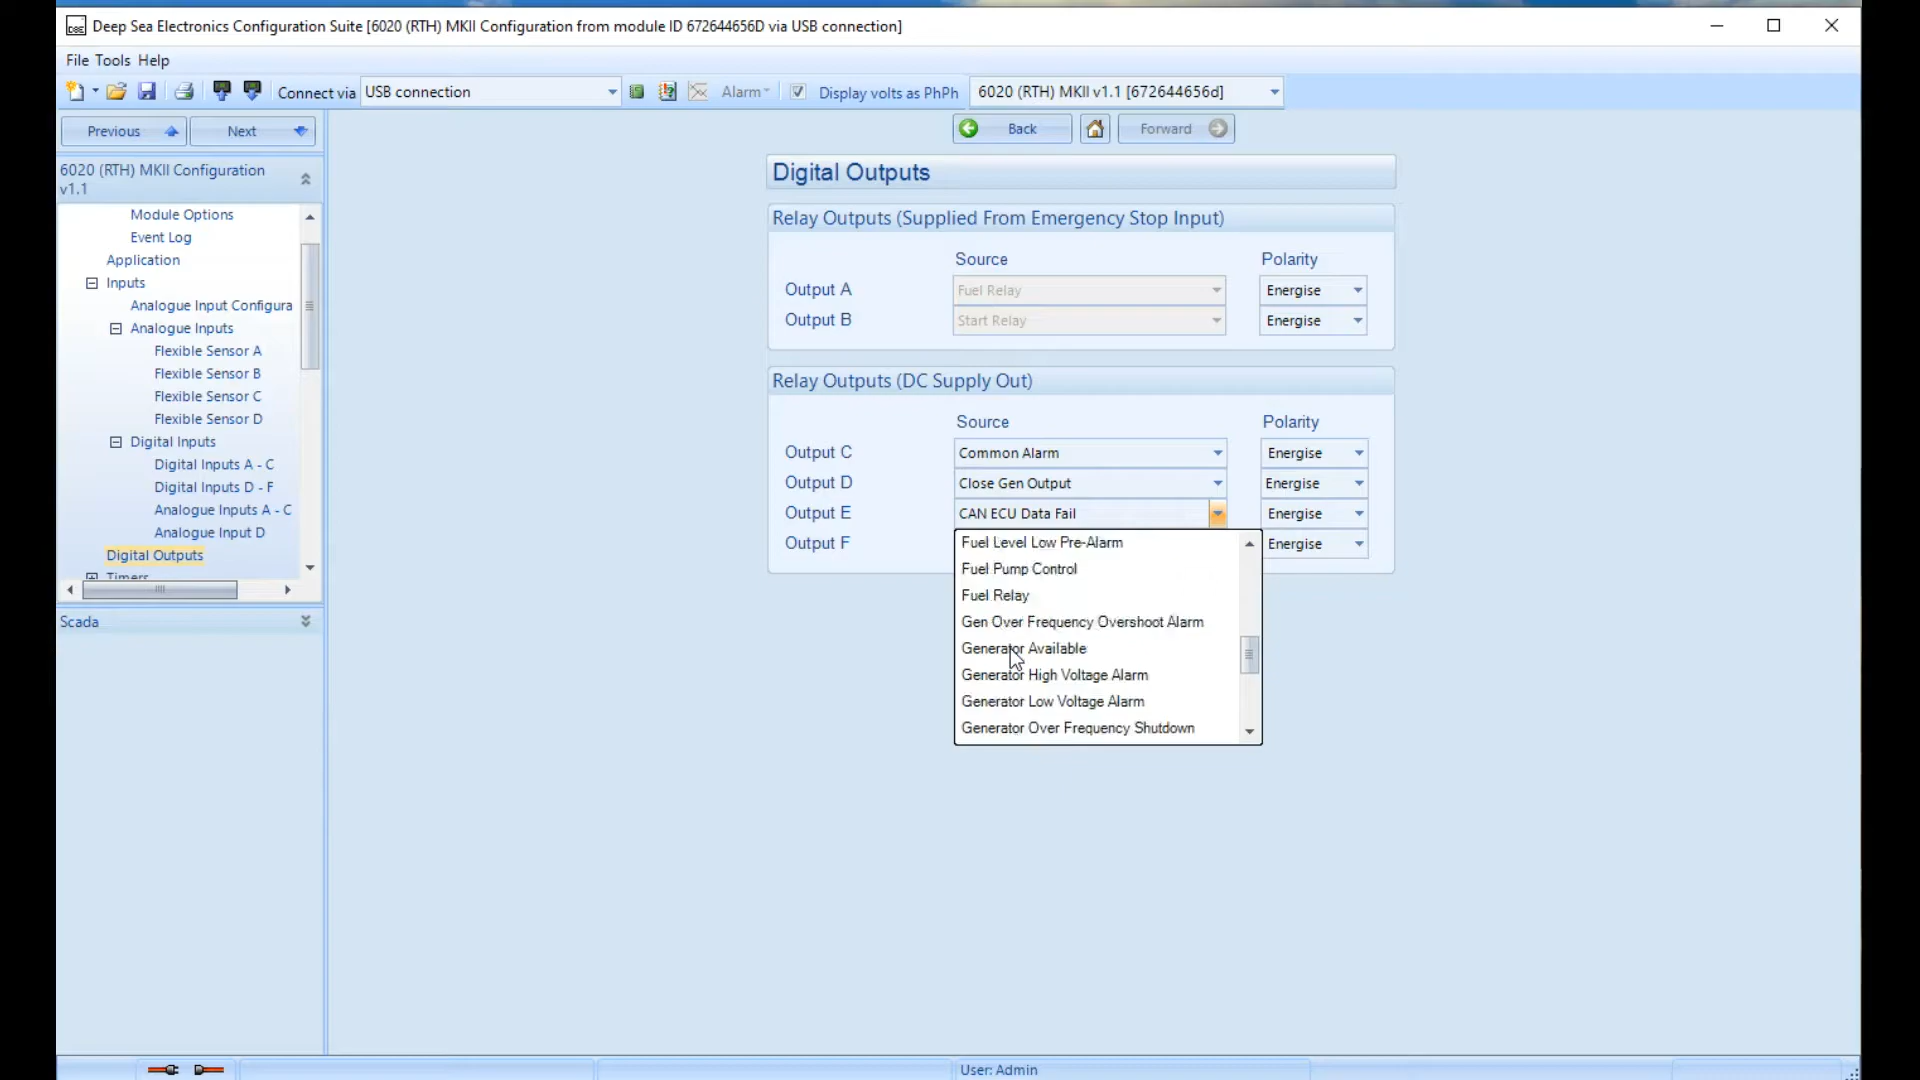 Deep Sea Electronics Configuration Suite [6020 (RTH) MKII Configuration from module ID 672644656D via USB connection]
File Tools Help
Connect via USB connection Alarm Display volts as PhPh 6020 (RTH) MKII v1.1 [672644656d]
Previous Next
Back Forward
6020 (RTH) MKII Configuration
v1.1
Module Options
Event Log
Application
Inputs
Analogue Input Configura
Analogue Inputs
Flexible Sensor A
Flexible Sensor B
Flexible Sensor C
Flexible Sensor D
Digital Inputs
Digital Inputs A - C
Digital Inputs D - F
Analogue Inputs A - C
Analogue Input D
Digital Outputs
Timers
Scada
Digital Outputs
Relay Outputs (Supplied From Emergency Stop Input)
Source Polarity
Output A Fuel Relay Energise
Output B Start Relay Energise
Relay Outputs (DC Supply Out)
Source Polarity
Output C Common Alarm Energise
Output D Close Gen Output Energise
Output E CAN ECU Data Fail Energise
Output F Energise
Fuel Level Low Pre-Alarm
Fuel Pump Control
Fuel Relay
Gen Over Frequency Overshoot Alarm
Generator Available
Generator High Voltage Alarm
Generator Low Voltage Alarm
Generator Over Frequency Shutdown
User: Admin